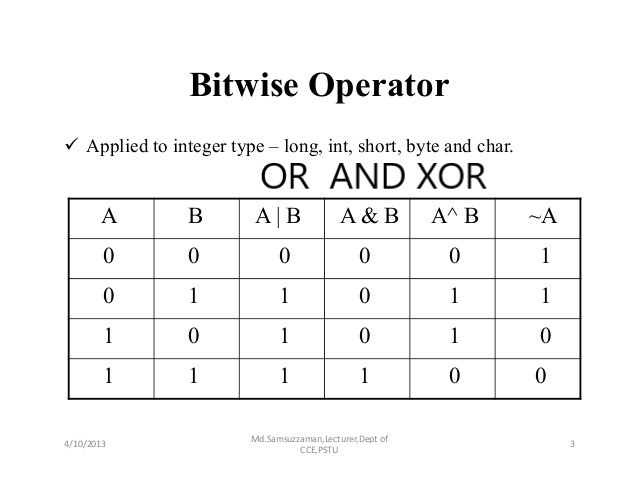 Bitwise Operator
✓ Applied to integer type – long, int, short, byte and char.
OR AND XOR
A B A | B A & B A^ B ~A
0 0 0 0 0 1
0 1 1 0 1 1
1 0 1 0 1 0
1 1 1 1 0 0
4/10/2013
Md.Samsuzzaman,Lecturer,Dept of
CCE,PSTU
3